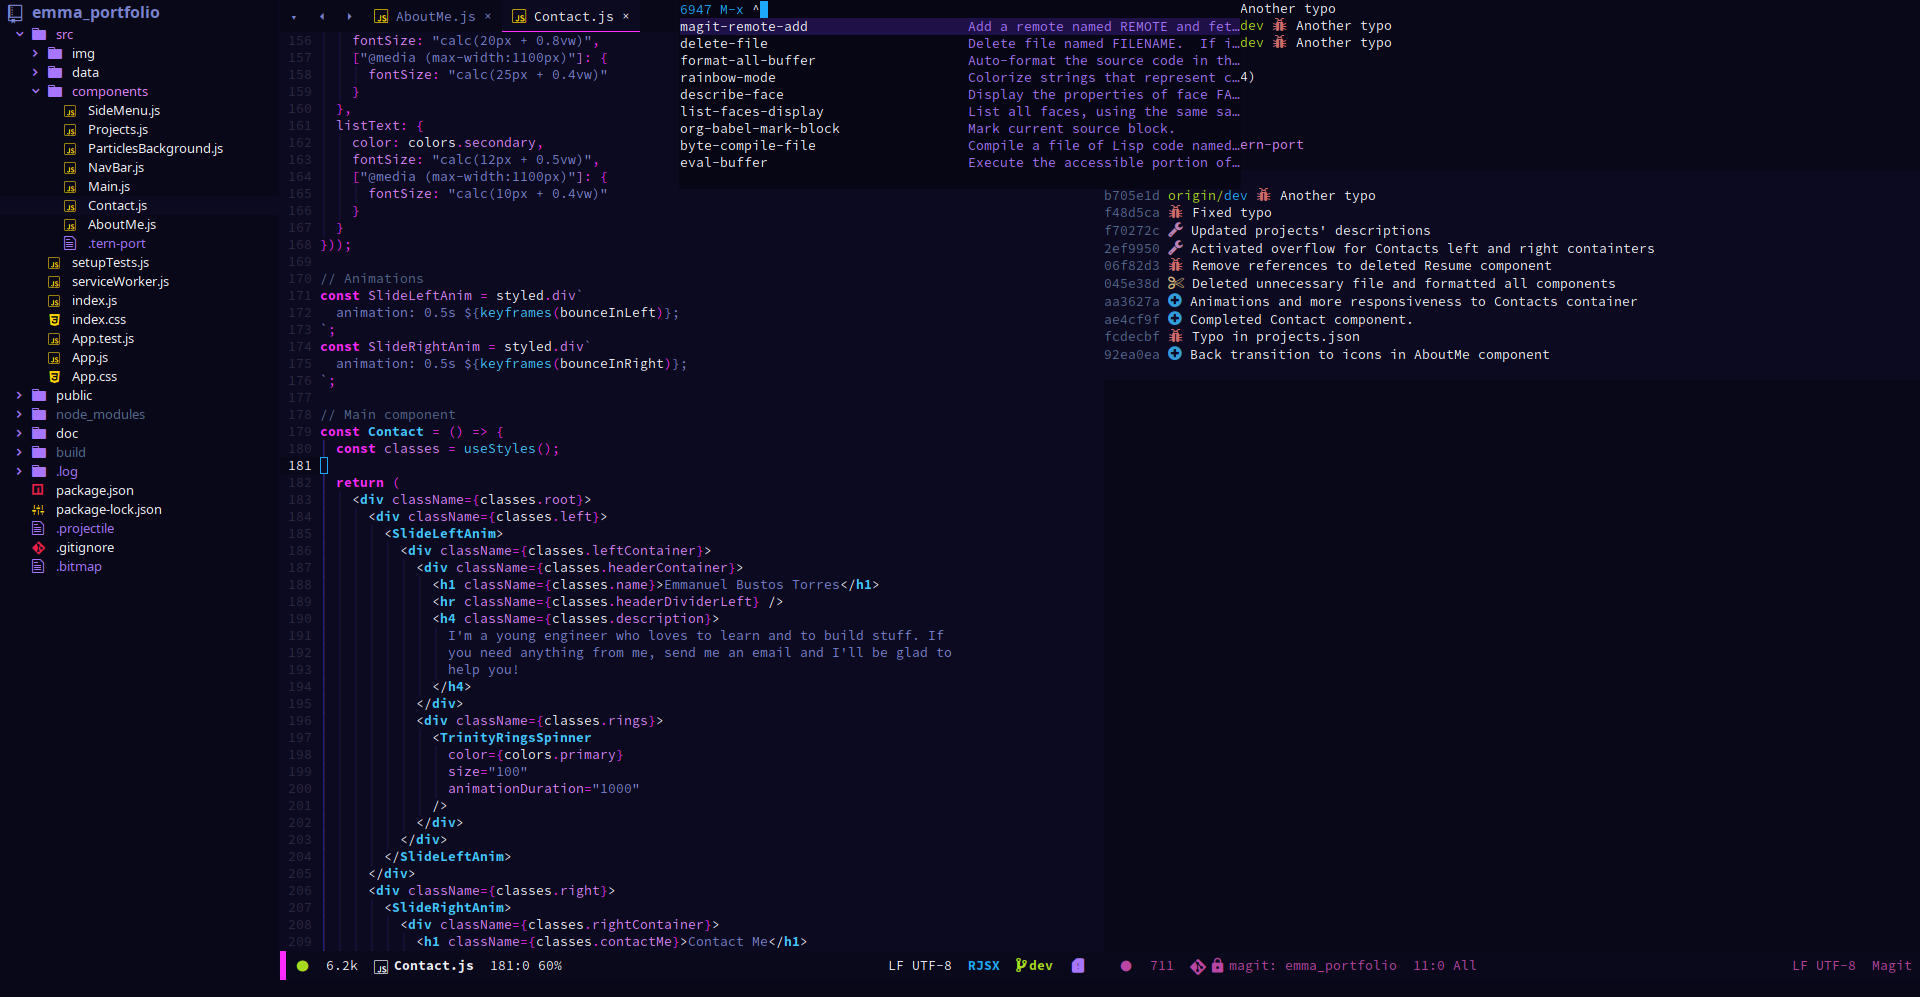 emma_portfolio
src
img
data
components
SideMenu.js
Projects.js
ParticlesBackground.js
NavBar.js
Main.js
Contact.js
AboutMe.js
.tern-port
setupTests.js
serviceWorker.js
index.js
index.css
App.test.js
App.js
App.css
public
node_modules
doc
build
.log
package.json
package-lock.json
.projectile
.gitignore
.bitmap
AboutMe.js × Contact.js ×
156 fontSize: "calc(20px + 0.8vw)",
157 ["@media (max-width:1100px)"]: {
158 fontSize: "calc(25px + 0.4vw)"
159 }
160 },
161 listText: {
162 color: colors.secondary,
163 fontSize: "calc(12px + 0.5vw)",
164 ["@media (max-width:1100px)"]: {
165 fontSize: "calc(10px + 0.4vw)"
166 }
167 }
168 }));
169
170 // Animations
171 const SlideLeftAnim = styled.div`
172 animation: 0.5s ${keyframes(bounceInLeft)};
173 `;
174 const SlideRightAnim = styled.div`
175 animation: 0.5s ${keyframes(bounceInRight)};
176 `;
177
178 // Main component
179 const Contact = () => {
180 const classes = useStyles();
181
182 return (
183 <div className={classes.root}>
184 <div className={classes.left}>
185 <SlideLeftAnim>
186 <div className={classes.leftContainer}>
187 <div className={classes.headerContainer}>
188 <h1 className={classes.name}>Emmanuel Bustos Torres</h1>
189 <hr className={classes.headerDividerLeft} />
190 <h4 className={classes.description}>
191 I'm a young engineer who loves to learn and to build stuff. If
192 you need anything from me, send me an email and I'll be glad to
193 help you!
194 </h4>
195 </div>
196 <div className={classes.rings}>
197 <TrinityRingsSpinner
198 color={colors.primary}
199 size="100"
200 animationDuration="1000"
201 />
202 </div>
203 </div>
204 </SlideLeftAnim>
205 </div>
206 <div className={classes.right}>
207 <SlideRightAnim>
208 <div className={classes.rightContainer}>
209 <h1 className={classes.contactMe}>Contact Me</h1>
6.2k Contact.js 181:0 60% LF UTF-8 RJSX dev
6947 M-x ^
magit-remote-add Add a remote named REMOTE and fet…
delete-file Delete file named FILENAME.  If i…
format-all-buffer Auto-format the source code in th…
rainbow-mode Colorize strings that represent c…
describe-face Display the properties of face FA…
list-faces-display List all faces, using the same sa…
org-babel-mark-block Mark current source block.
byte-compile-file Compile a file of Lisp code named…
eval-buffer Execute the accessible portion of…
Another typo
dev Another typo
dev Another typo
4)
ern-port
b705e1d origin/dev Another typo
f48d5ca Fixed typo
f70272c Updated projects' descriptions
2ef9950 Activated overflow for Contacts left and right containters
06f82d3 Remove references to deleted Resume component
045e38d Deleted unnecessary file and formatted all components
aa3627a Animations and more responsiveness to Contacts container
ae4cf9f Completed Contact component.
fcdecbf Typo in projects.json
92ea0ea Back transition to icons in AboutMe component
711 magit: emma_portfolio 11:0 All LF UTF-8 Magit